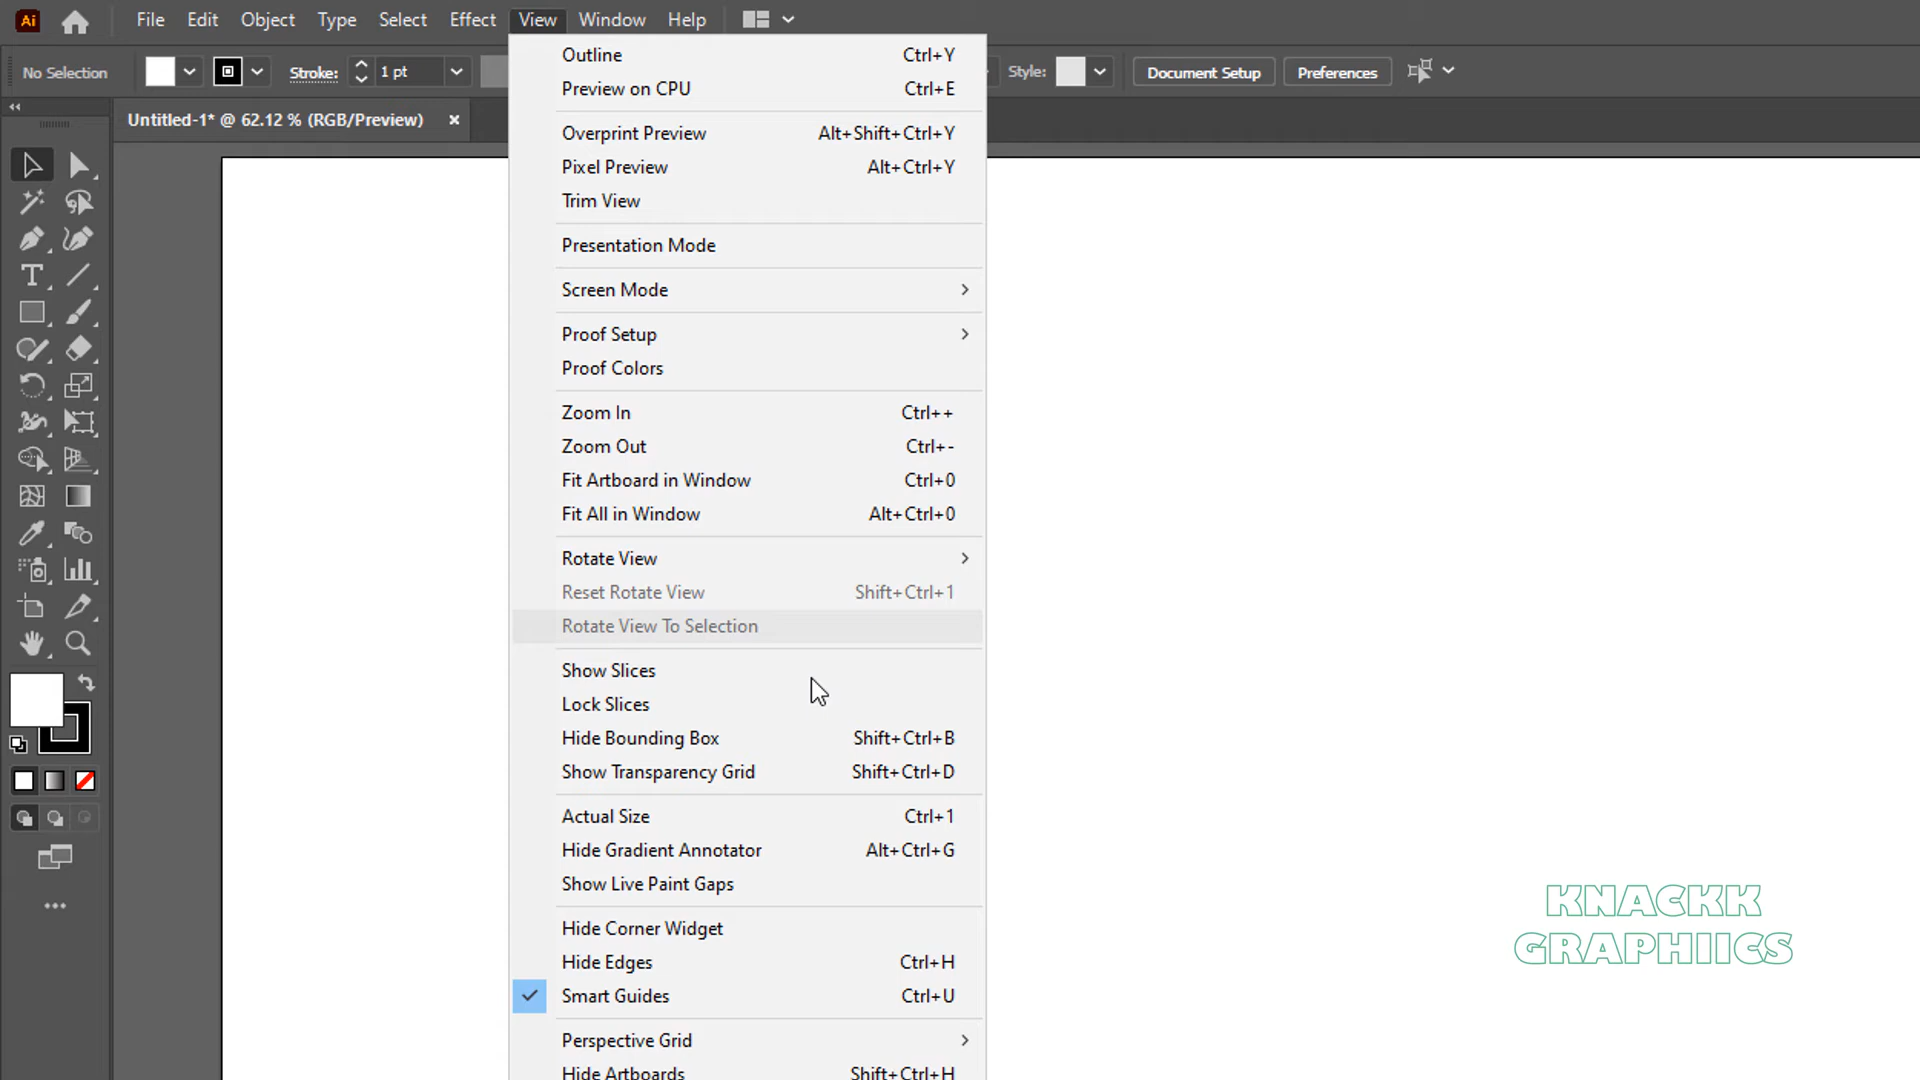 Ai File Edit Object Type Select Effect View Window Help
No Selection Stroke: 1 pt Style: Document Setup Preferences
Untitled-1* @ 62.12 % (RGB/Preview) ×
Outline Ctrl+Y
Preview on CPU Ctrl+E
Overprint Preview Alt+Shift+Ctrl+Y
Pixel Preview Alt+Ctrl+Y
Trim View
Presentation Mode
Screen Mode
Proof Setup
Proof Colors
Zoom In Ctrl++
Zoom Out Ctrl+-
Fit Artboard in Window Ctrl+0
Fit All in Window Alt+Ctrl+0
Rotate View
Reset Rotate View Shift+Ctrl+1
Rotate View To Selection
Show Slices
Lock Slices
Hide Bounding Box Shift+Ctrl+B
Show Transparency Grid Shift+Ctrl+D
Actual Size Ctrl+1
Hide Gradient Annotator Alt+Ctrl+G
Show Live Paint Gaps
Hide Corner Widget
Hide Edges Ctrl+H
Smart Guides Ctrl+U
Perspective Grid
Hide Artboards Shift+Ctrl+H
KNACKK
GRAPHIICS